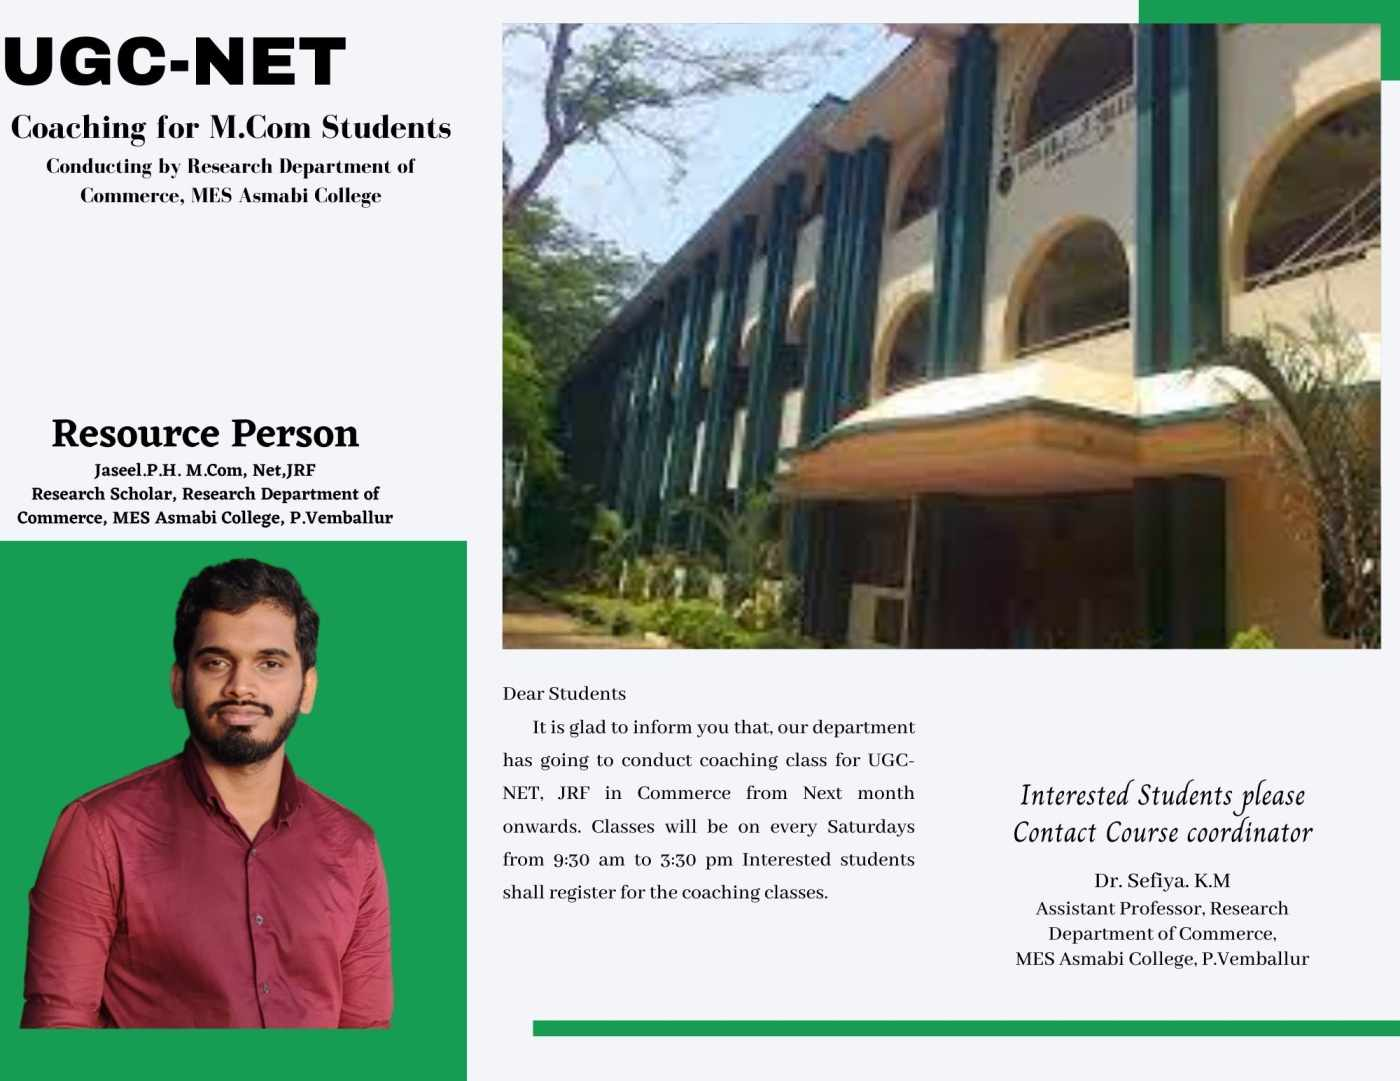 UGC-NET
Coaching for M.Com Students
Conducting by Research Department of
Commerce, MES Asmabi College
Resource Person
Jaseel.P.H. M.Com, Net,JRF
Research Scholar, Research Department of
Commerce, MES Asmabi College, P.Vemballur
Dear Students
It is glad to inform you that, our department
has going to conduct coaching class for UGC-
NET, JRF in Commerce from Next month
onwards. Classes will be on every Saturdays
from 9:30 am to 3:30 pm Interested students
shall register for the coaching classes.
Interested Students please
Contact Course coordinator
Dr. Sefiya. K.M
Assistant Professor, Research
Department of Commerce,
MES Asmabi College, P.Vemballur